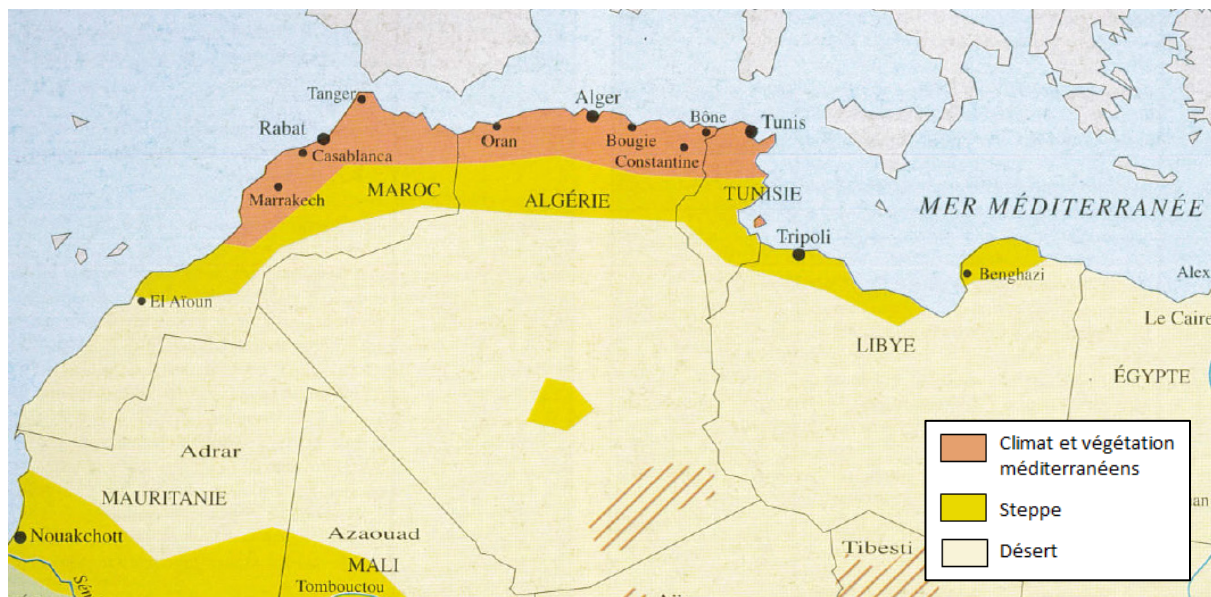 Tanger
Alger
Rabat
Oran
Bougie
Bône
Tunis
Casablanca
Constantine
Marrakech
MAROC
ALGÉRIE
TUNISIE
MER MÉDITERRANÉE
Tripoli
El Aïoun
Benghazi
Alex
Le Caire
LIBYE
ÉGYPTE
Adrar
MAURITANIE
Nouakchott
Azaouad
MALI
Tombouctou
Tibesti
Climat et végétation
méditerranéens
Steppe
Désert